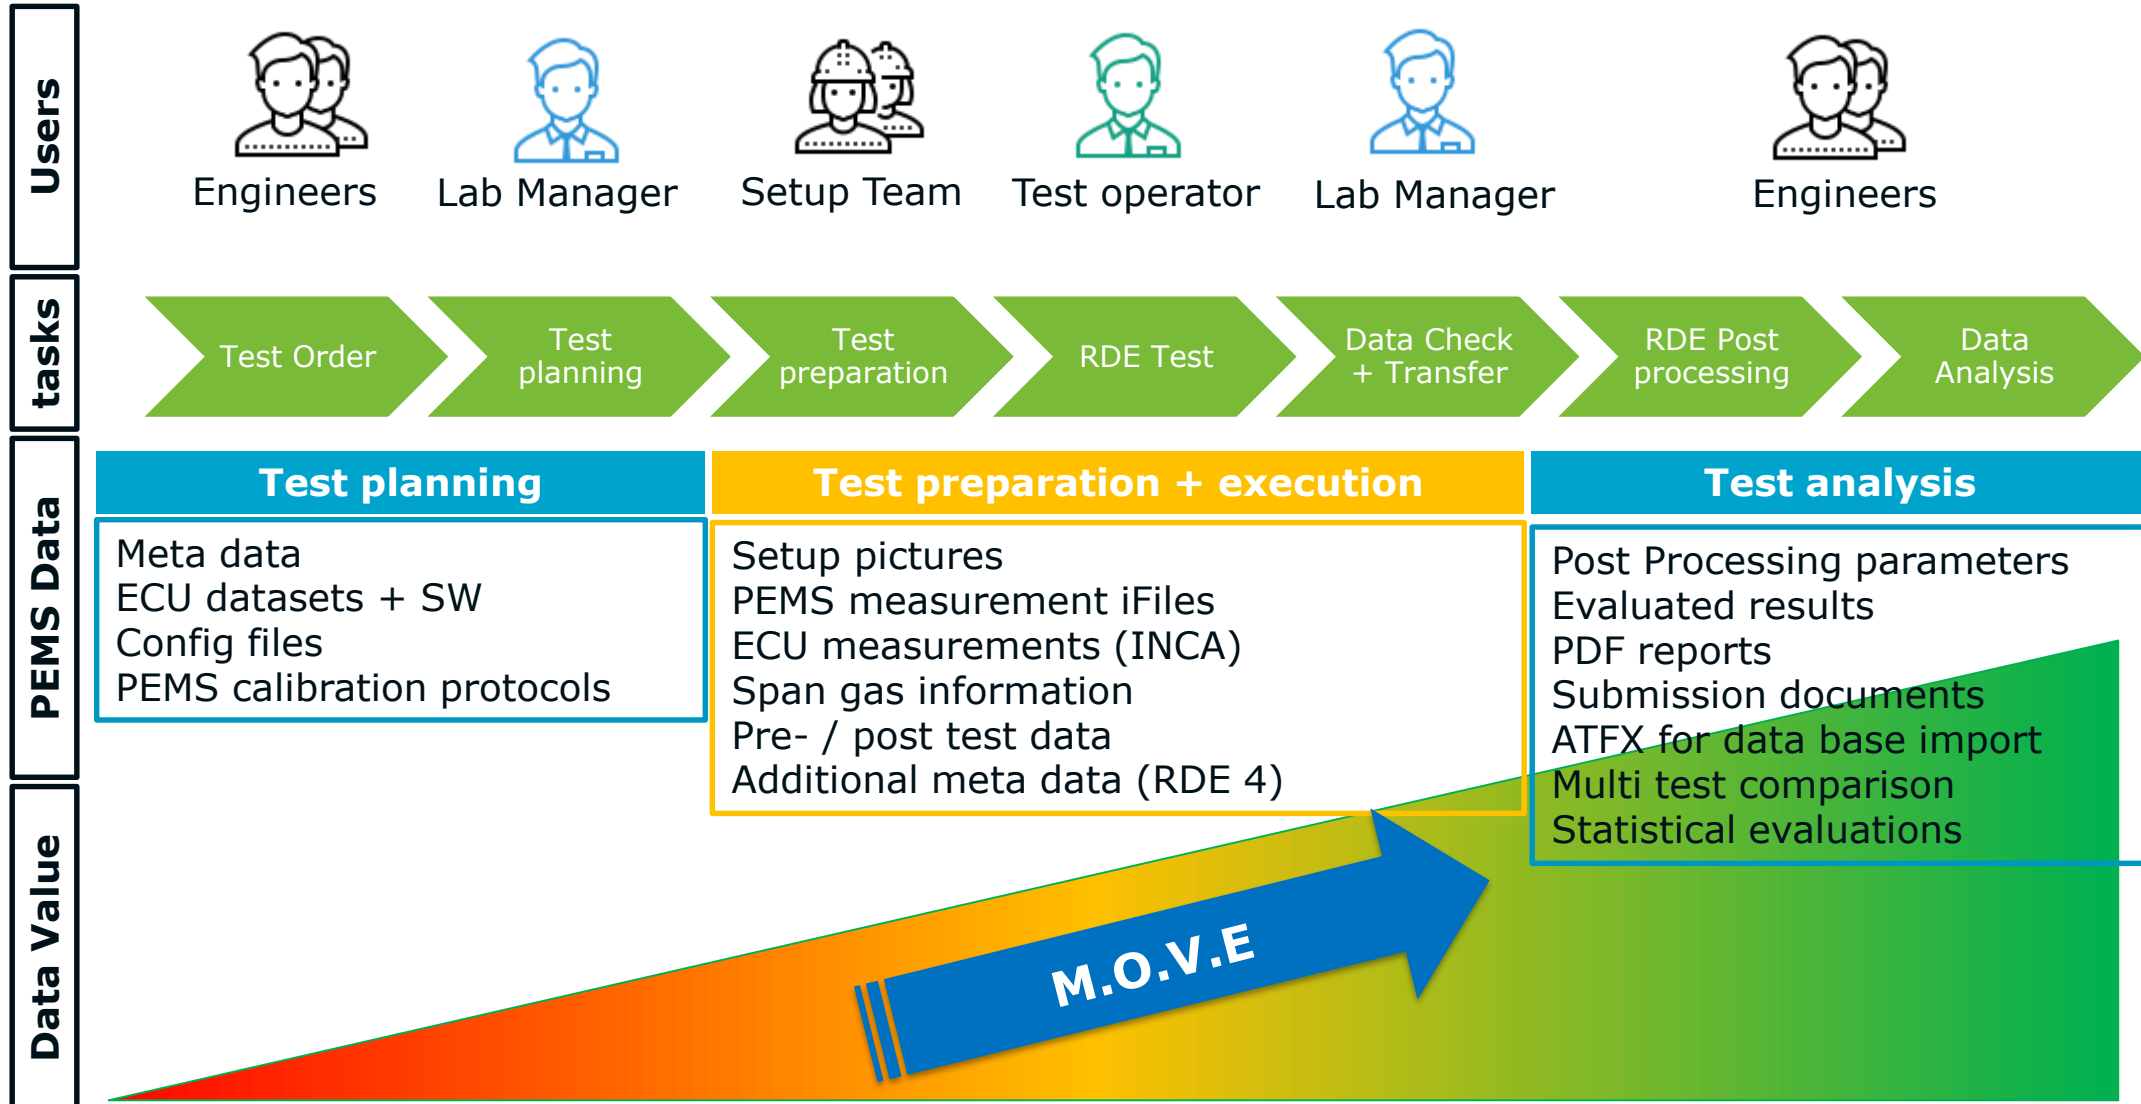 Users
Engineers
Lab Manager
Setup Team
Test operator
Lab Manager
Engineers
tasks
Test Order
Test
planning
Test
preparation
RDE Test
Data Check
+ Transfer
RDE Post
processing
Data
Analysis
PEMS Data
Test planning
Meta data
ECU datasets + SW
Config files
PEMS calibration protocols
Test preparation + execution
Setup pictures
PEMS measurement iFiles
ECU measurements (INCA)
Span gas information
Pre- / post test data
Additional meta data (RDE 4)
Test analysis
Post Processing parameters
Evaluated results
PDF reports
Submission documents
ATFX for data base import
Multi test comparison
Statistical evaluations
Data Value
M.O.V.E